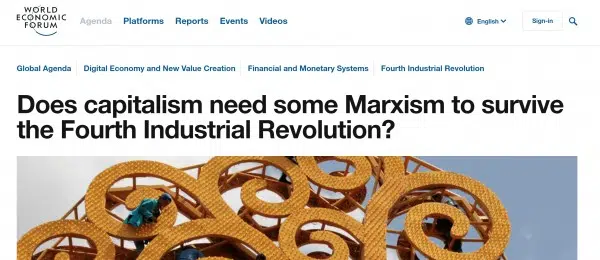 WORLD
ECONOMIC
FORUM
Agenda Platforms Reports Events Videos
English
Sign-in
Global Agenda Digital Economy and New Value Creation Financial and Monetary Systems Fourth Industrial Revolution
Does capitalism need some Marxism to survive
the Fourth Industrial Revolution?